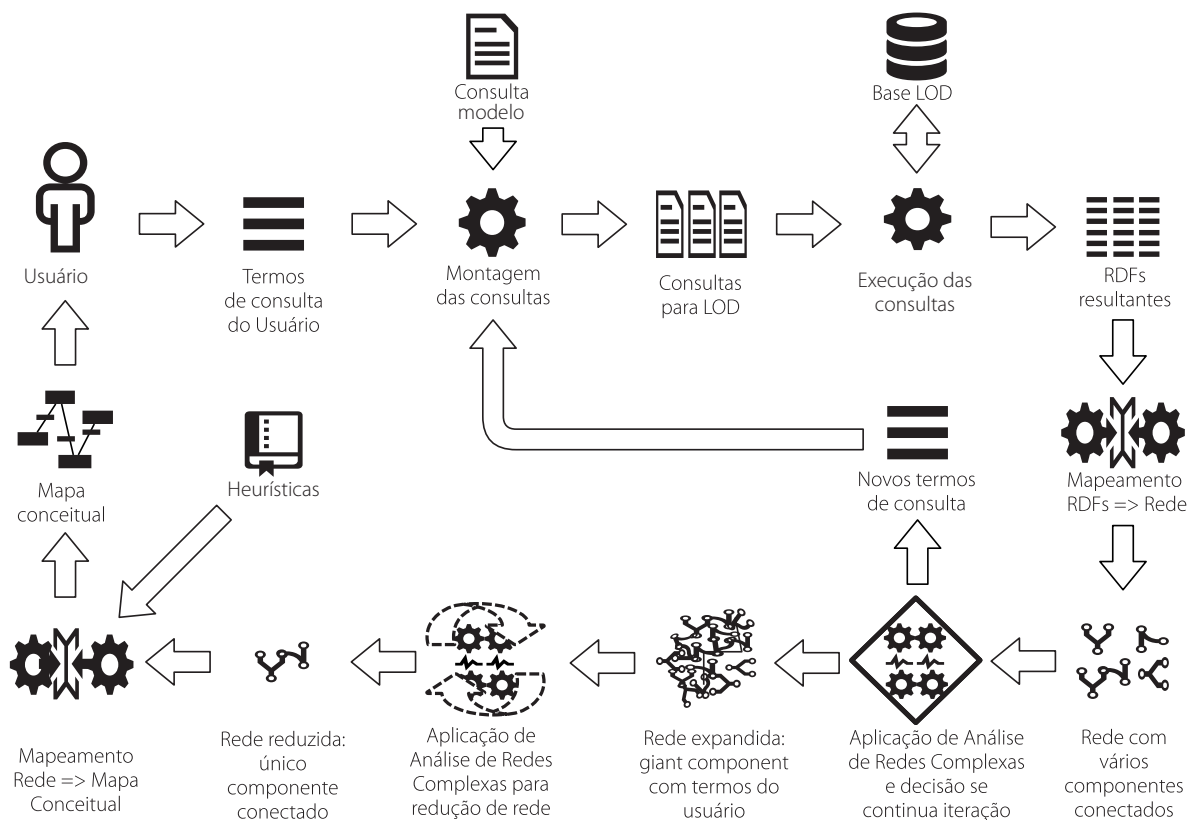 Consulta
modelo
Base LOD
Usuário
Termos
de consulta
do Usuário
Montagem
das consultas
Consultas
para LOD
Execução das
consultas
RDFs
resultantes
Mapa
conceitual
Heurísticas
Novos termos
de consulta
Mapeamento
RDFs => Rede
Mapeamento
Rede => Mapa
Conceitual
Rede reduzida:
único
componente
conectado
Aplicação de
Análise de Redes
Complexas para
redução de rede
Rede expandida:
giant component
com termos do
usuário
Aplicação de Análise
de Redes Complexas
e decisão se
continua iteração
Rede com
vários
componentes
conectados